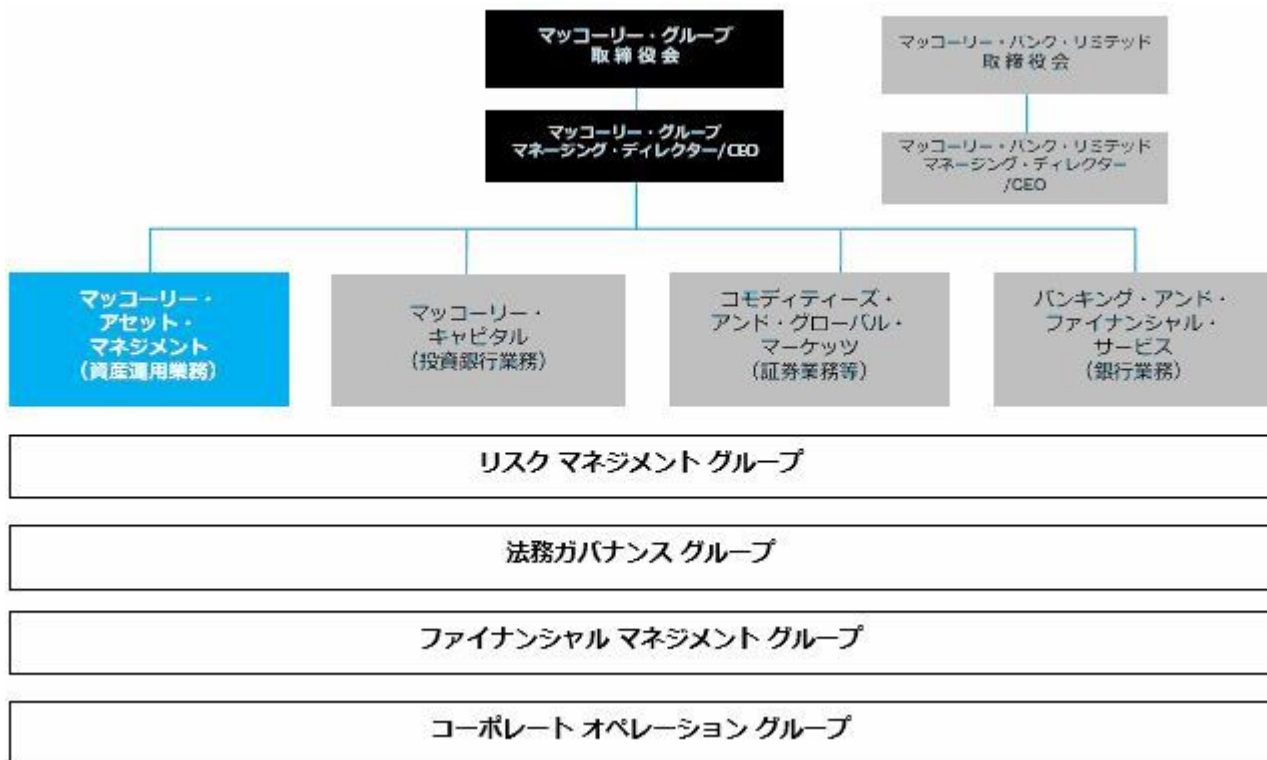 マッコーリー・グループ
取 締 役 会
マッコーリー・バンク・リミテッド
取 締 役 会
マッコーリー・グループ
マネージング・ディレクター/CEO
マッコーリー・バンク・リミテッド
マネージング・ディレクター
/CEO
マッコーリー・
アセット・
マネジメント
(資産運用業務)
マッコーリー・
キャピタル
(投資銀行業務)
コモディティーズ・
アンド・グローバル・
マーケッツ
(証券業務等)
バンキング・アンド・
ファイナンシャル・
サービス
(銀行業務)
リスク マネジメント グループ
法務ガバナンス グループ
ファイナンシャル マネジメント グループ
コーポレート オペレーション グループ